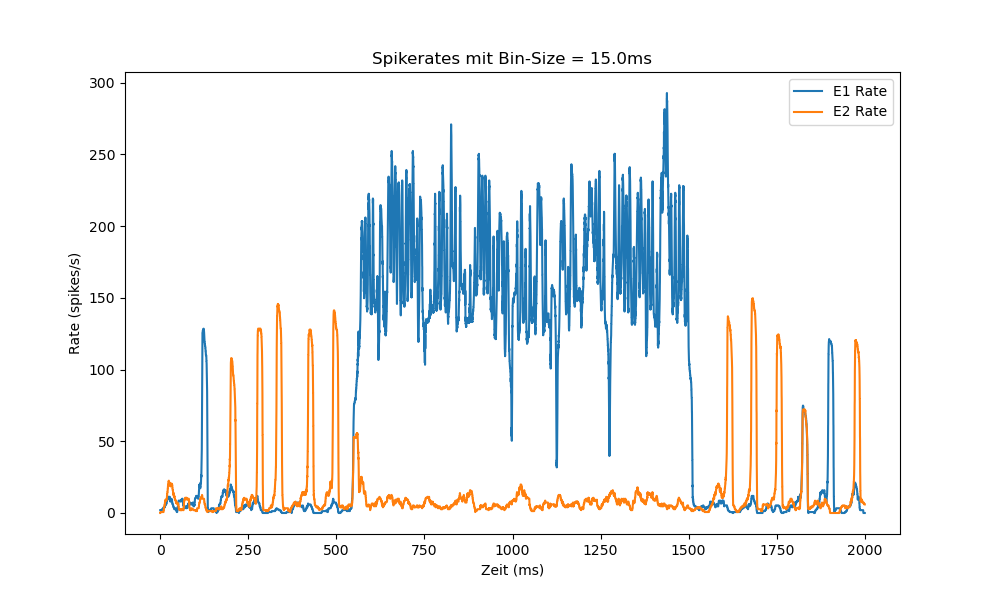 Spikerates mit Bin-Size = 15.0ms
E1 Rate
E2 Rate
Rate (spikes/s)
300
250
200
150
100
50
0
0 250 500 750 1000 1250 1500 1750 2000
Zeit (ms)